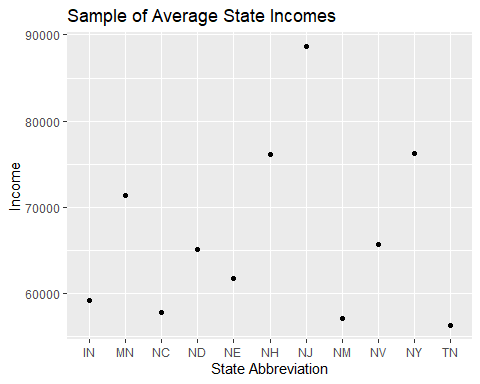 Sample of Average State Incomes
90000
80000
70000
60000
Income
IN MN NC ND NE NH NJ NM NV NY TN
State Abbreviation